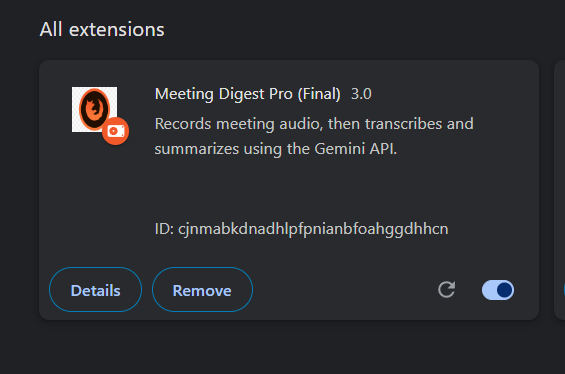 All extensions
Meeting Digest Pro (Final) 3.0
Records meeting audio, then transcribes and
summarizes using the Gemini API.
ID: cjnmabkdnadhlpfpnianbfoahggdhhcn
Details
Remove